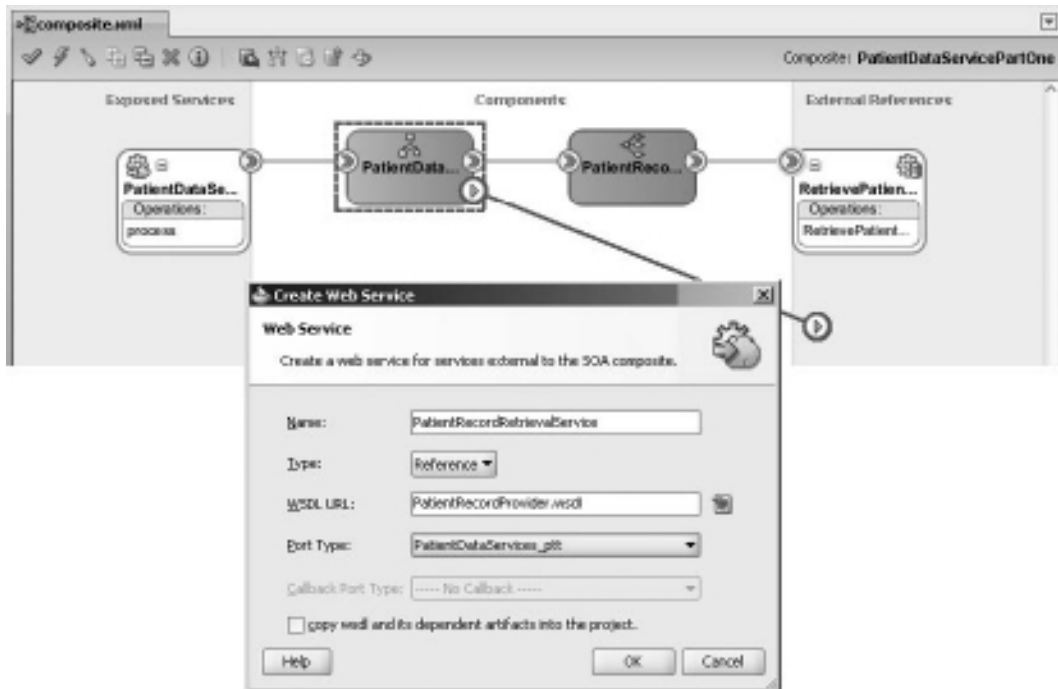 composite.xml
Composite: PatientDataServicePartOne
Exposed Services
Components
External References
PatientDataSe...
Operations:
process
PatientData...
PatientReco...
RetrievePatien...
Operations:
RetrievePatient...
Create Web Service
Web Service
Create a web service for services external to the SOA composite.
Name: PatientRecordRetrievalService
Type: Reference
WSDL URL: PatientRecordProvider.wsdl
Port Type: PatientDataServices_ptt
Callback Port Type: ----- No Callback -----
copy wsdl and its dependent artifacts into the project.
Help OK Cancel